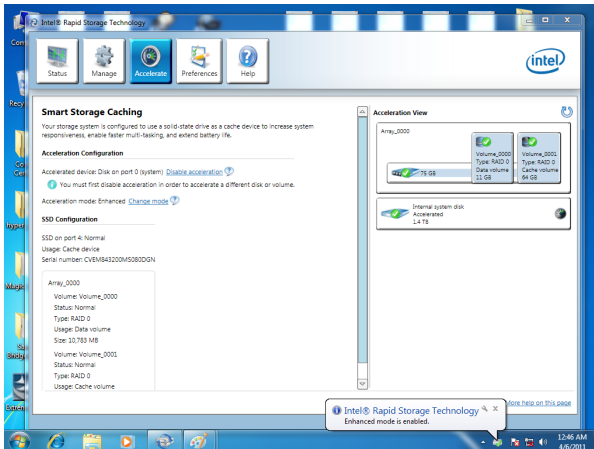 Intel® Rapid Storage Technology
Status
Manage
Accelerate
Preferences
Help
intel
Smart Storage Caching
Your storage system is configured to use a solid-state drive as a cache device to increase system
responsiveness, enable faster multi-tasking, and extend battery life.
Acceleration Configuration
Accelerated device: Disk on port 0 (system) Disable acceleration
You must first disable acceleration in order to accelerate a different disk or volume.
Acceleration mode: Enhanced Change mode
SSD Configuration
SSD on port 4: Normal
Usage: Cache device
Serial number: CVEM843200MS080DGN
Array_0000
Volume: Volume_0000
Status: Normal
Type: RAID 0
Usage: Data volume
Size: 10,783 MB
Volume: Volume_0001
Status: Normal
Type: RAID 0
Usage: Cache volume
Acceleration View
Array_0000
75 GB
Volume_0000
Type: RAID 0
Data volume
11 GB
Volume_0001
Type: RAID 0
Cache volume
64 GB
Internal system disk
Accelerated
1.4 TB
More help on this page
Intel® Rapid Storage Technology
Enhanced mode is enabled.
12:46 AM
4/6/2011